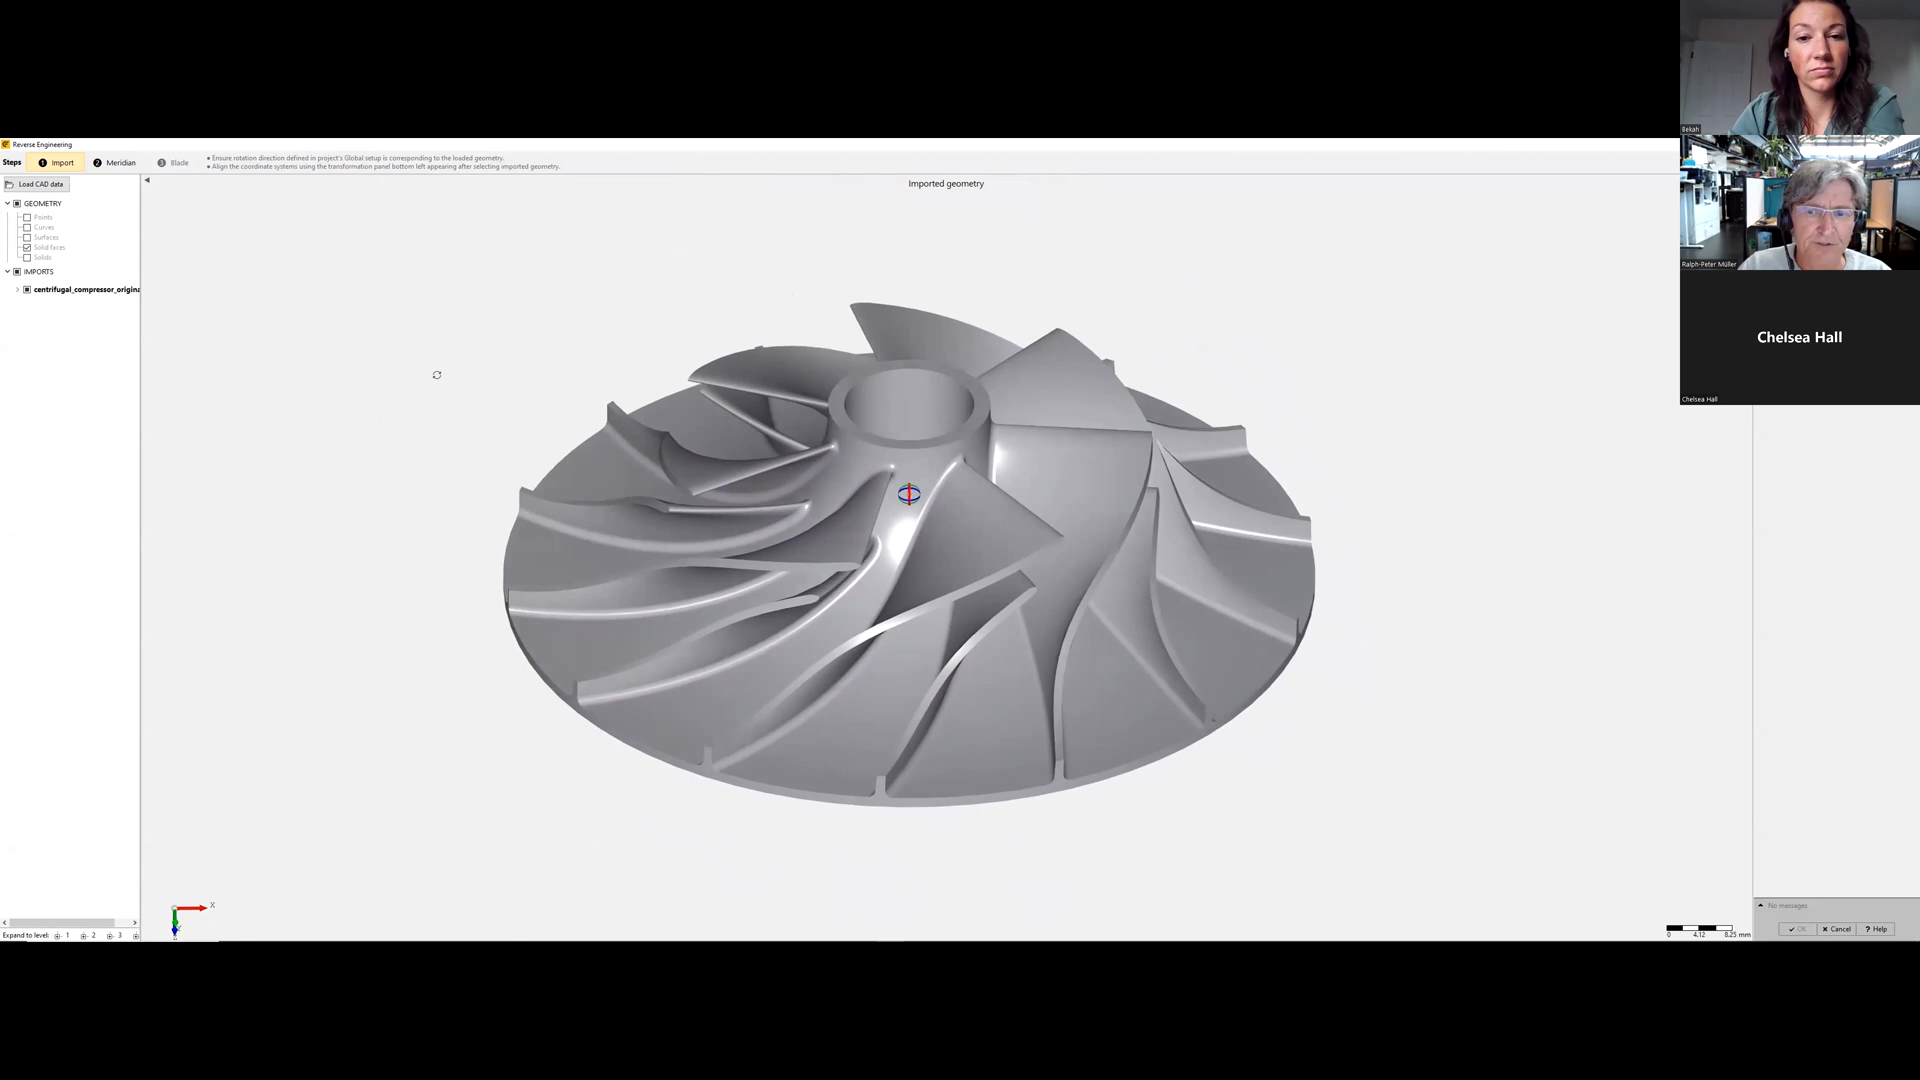 Bekah
Ralph-Peter Müller
Chelsea Hall
Chelsea Hall
Reverse Engineering
Steps
1 Import
2 Meridian
3 Blade
• Ensure rotation direction defined in project's Global setup is corresponding to the loaded geometry.
• Align the coordinate systems using the transformation panel bottom left appearing after selecting imported geometry.
Load CAD data
Imported geometry
GEOMETRY
Points
Curves
Surfaces
Solid faces
Solids
IMPORTS
centrifugal_compressor_origina
X
Expand to level: 1 2 3
0 4.12 8.25 mm
No messages
OK Cancel ? Help